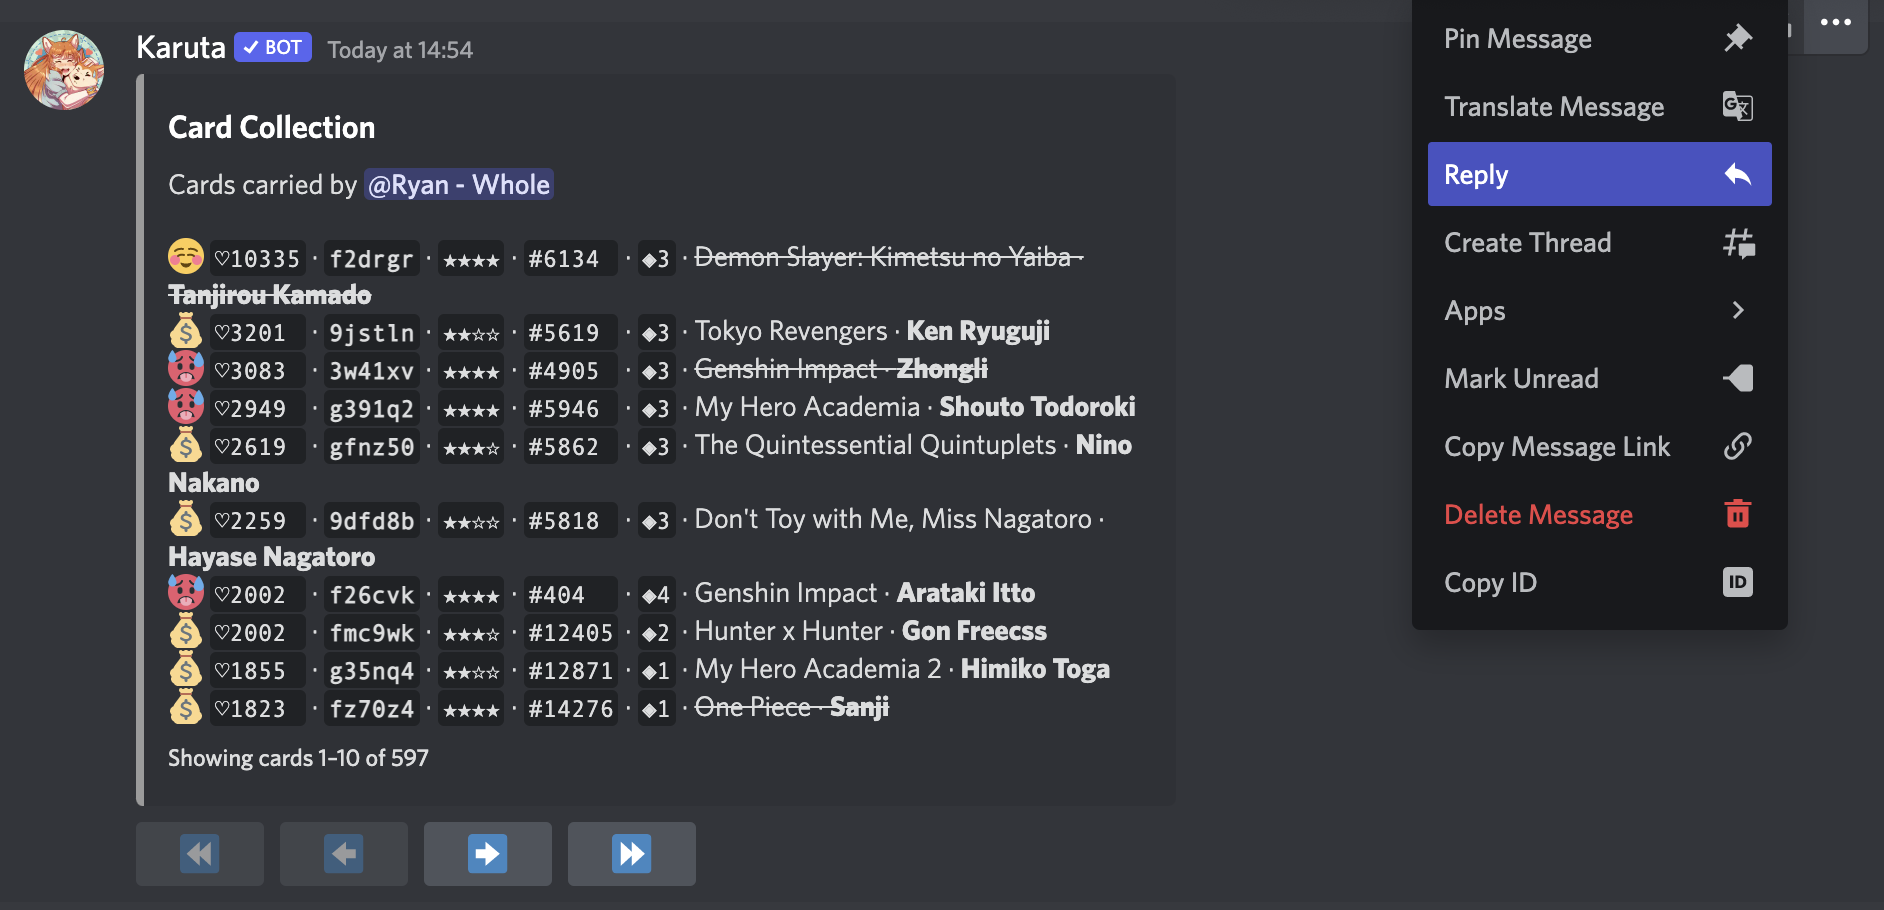 Karuta ✓ BOT Today at 14:54
Card Collection
Cards carried by @Ryan - Whole
♡10335 · f2drgr · ★★★★ · #6134 · ◈3 · Demon Slayer: Kimetsu no Yaiba ·
Tanjirou Kamado
♡3201 · 9jstln · ★★☆☆ · #5619 · ◈3 · Tokyo Revengers · Ken Ryuguji
♡3083 · 3w41xv · ★★★★ · #4905 · ◈3 · Genshin Impact · Zhongli
♡2949 · g391q2 · ★★★★ · #5946 · ◈3 · My Hero Academia · Shouto Todoroki
♡2619 · gfnz50 · ★★★☆ · #5862 · ◈3 · The Quintessential Quintuplets · Nino
Nakano
♡2259 · 9dfd8b · ★★☆☆ · #5818 · ◈3 · Don't Toy with Me, Miss Nagatoro ·
Hayase Nagatoro
♡2002 · f26cvk · ★★★★ · #404 · ◈4 · Genshin Impact · Arataki Itto
♡2002 · fmc9wk · ★★★☆ · #12405 · ◈2 · Hunter x Hunter · Gon Freecss
♡1855 · g35nq4 · ★★☆☆ · #12871 · ◈1 · My Hero Academia 2 · Himiko Toga
♡1823 · fz70z4 · ★★★★ · #14276 · ◈1 · One Piece · Sanji
Showing cards 1–10 of 597
Pin Message
Translate Message
Reply
Create Thread
Apps
Mark Unread
Copy Message Link
Delete Message
Copy ID ID